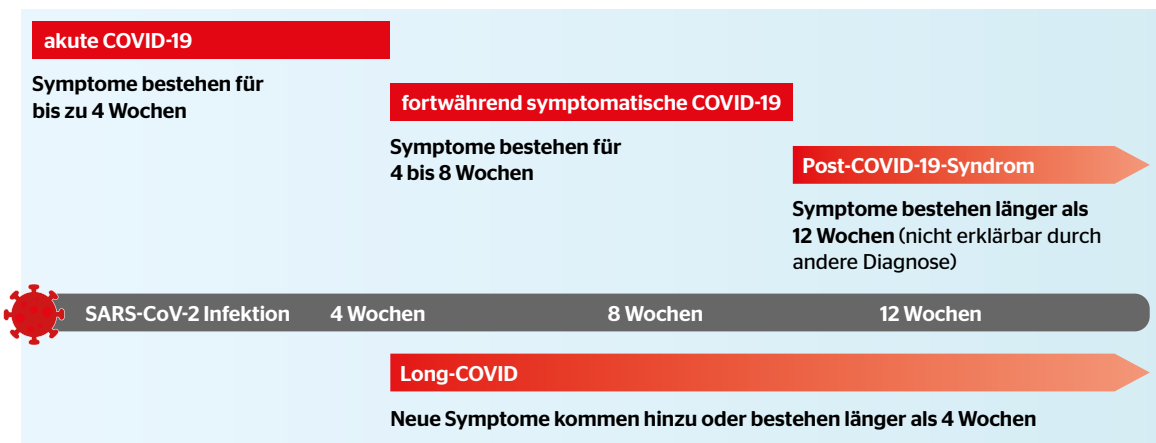 akute COVID-19
Symptome bestehen für
bis zu 4 Wochen
fortwährend symptomatische COVID-19
Symptome bestehen für
4 bis 8 Wochen
Post-COVID-19-Syndrom
Symptome bestehen länger als
12 Wochen (nicht erklärbar durch
andere Diagnose)
SARS-CoV-2 Infektion 4 Wochen 8 Wochen 12 Wochen
Long-COVID
Neue Symptome kommen hinzu oder bestehen länger als 4 Wochen